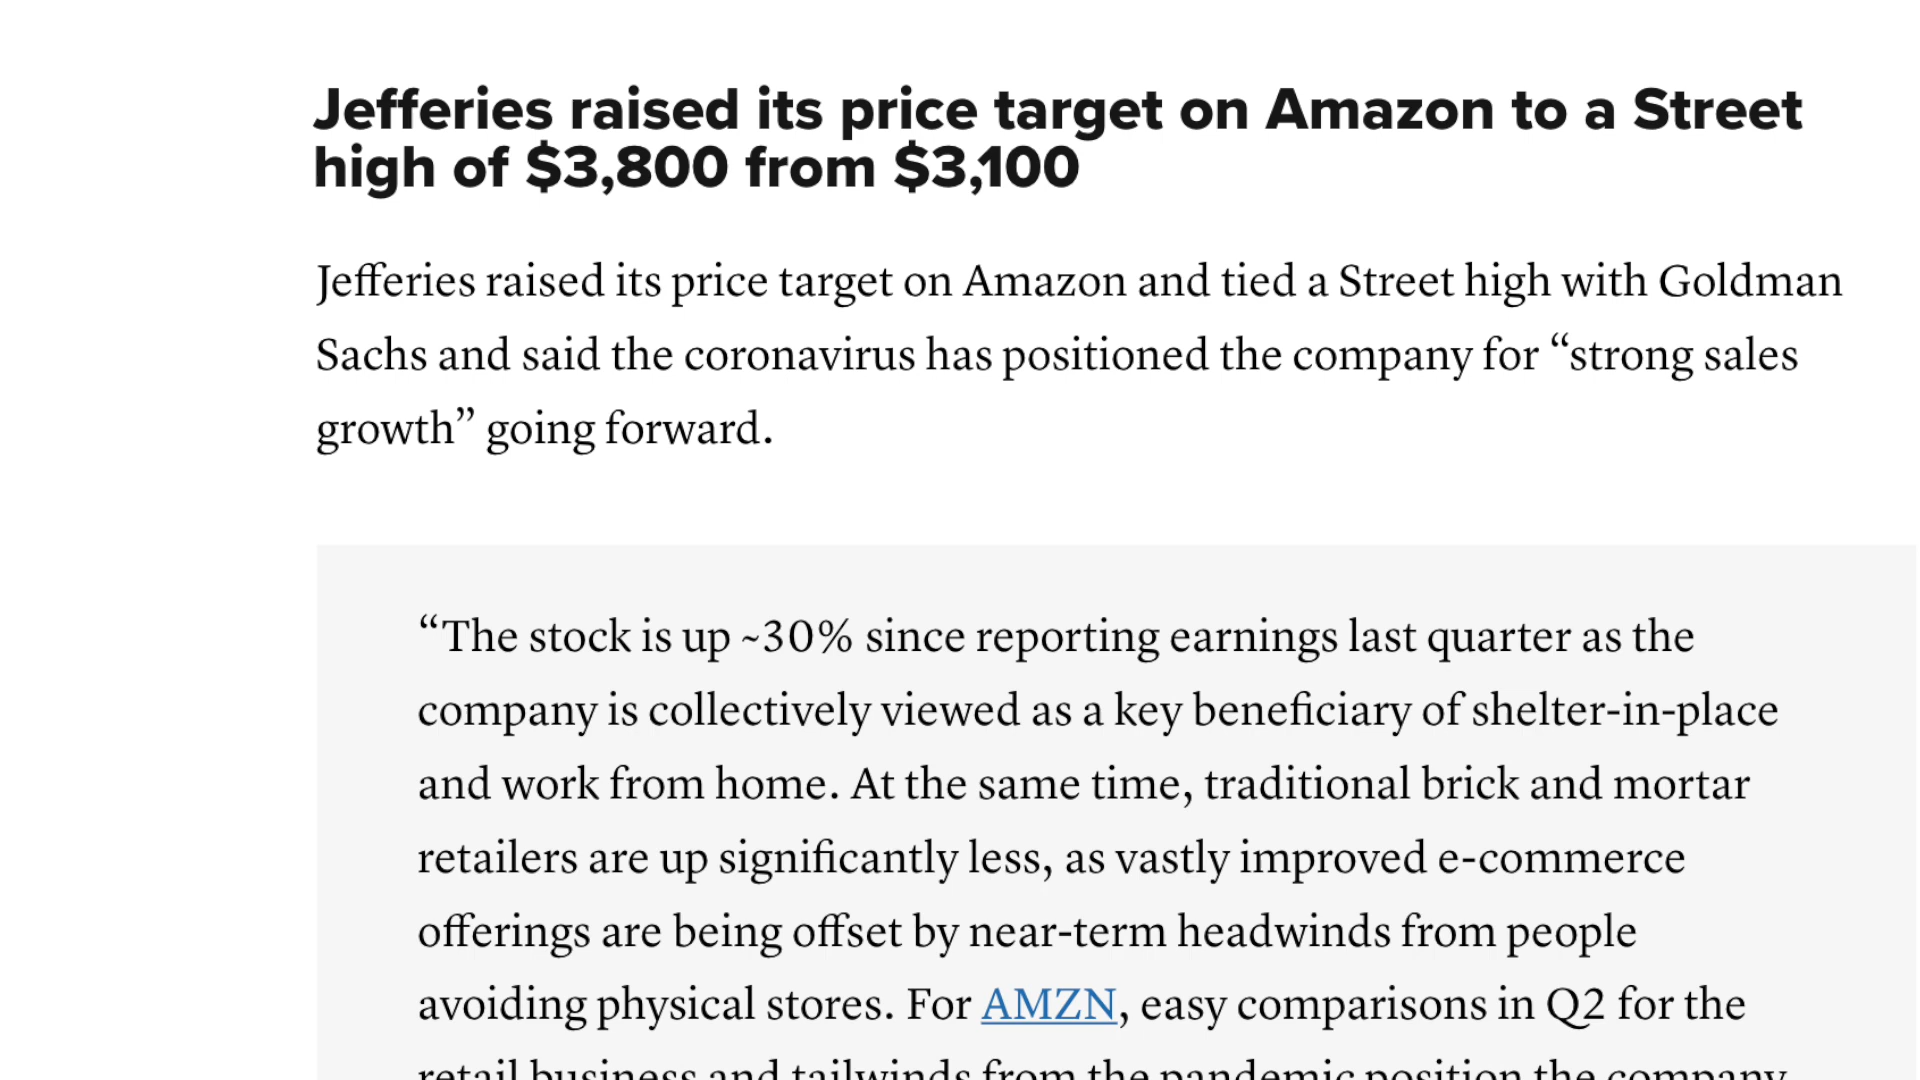 Jefferies raised its price target on Amazon to a Street
high of $3,800 from $3,100
Jefferies raised its price target on Amazon and tied a Street high with Goldman
Sachs and said the coronavirus has positioned the company for “strong sales
growth” going forward.
“The stock is up ~30% since reporting earnings last quarter as the
company is collectively viewed as a key beneficiary of shelter-in-place
and work from home. At the same time, traditional brick and mortar
retailers are up significantly less, as vastly improved e-commerce
offerings are being offset by near-term headwinds from people
avoiding physical stores. For AMZN, easy comparisons in Q2 for the
retail business and tailwinds from the pandemic position the company